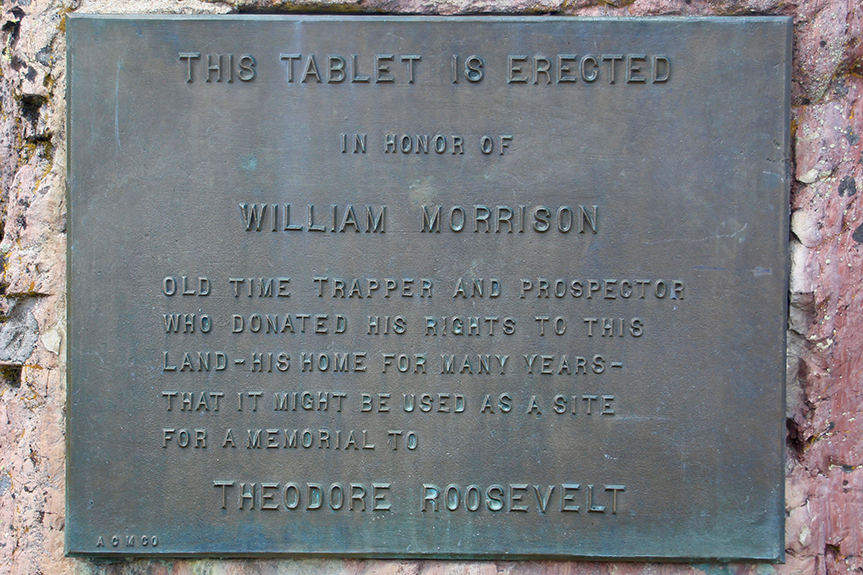 THIS TABLET IS ERECTED
IN HONOR OF
WILLIAM MORRISON
OLD TIME TRAPPER AND PROSPECTOR
WHO DONATED HIS RIGHTS TO THIS
LAND-HIS HOME FOR MANY YEARS-
THAT IT MIGHT BE USED AS A SITE
FOR A MEMORIAL TO
THEODORE ROOSEVELT
A C M CO